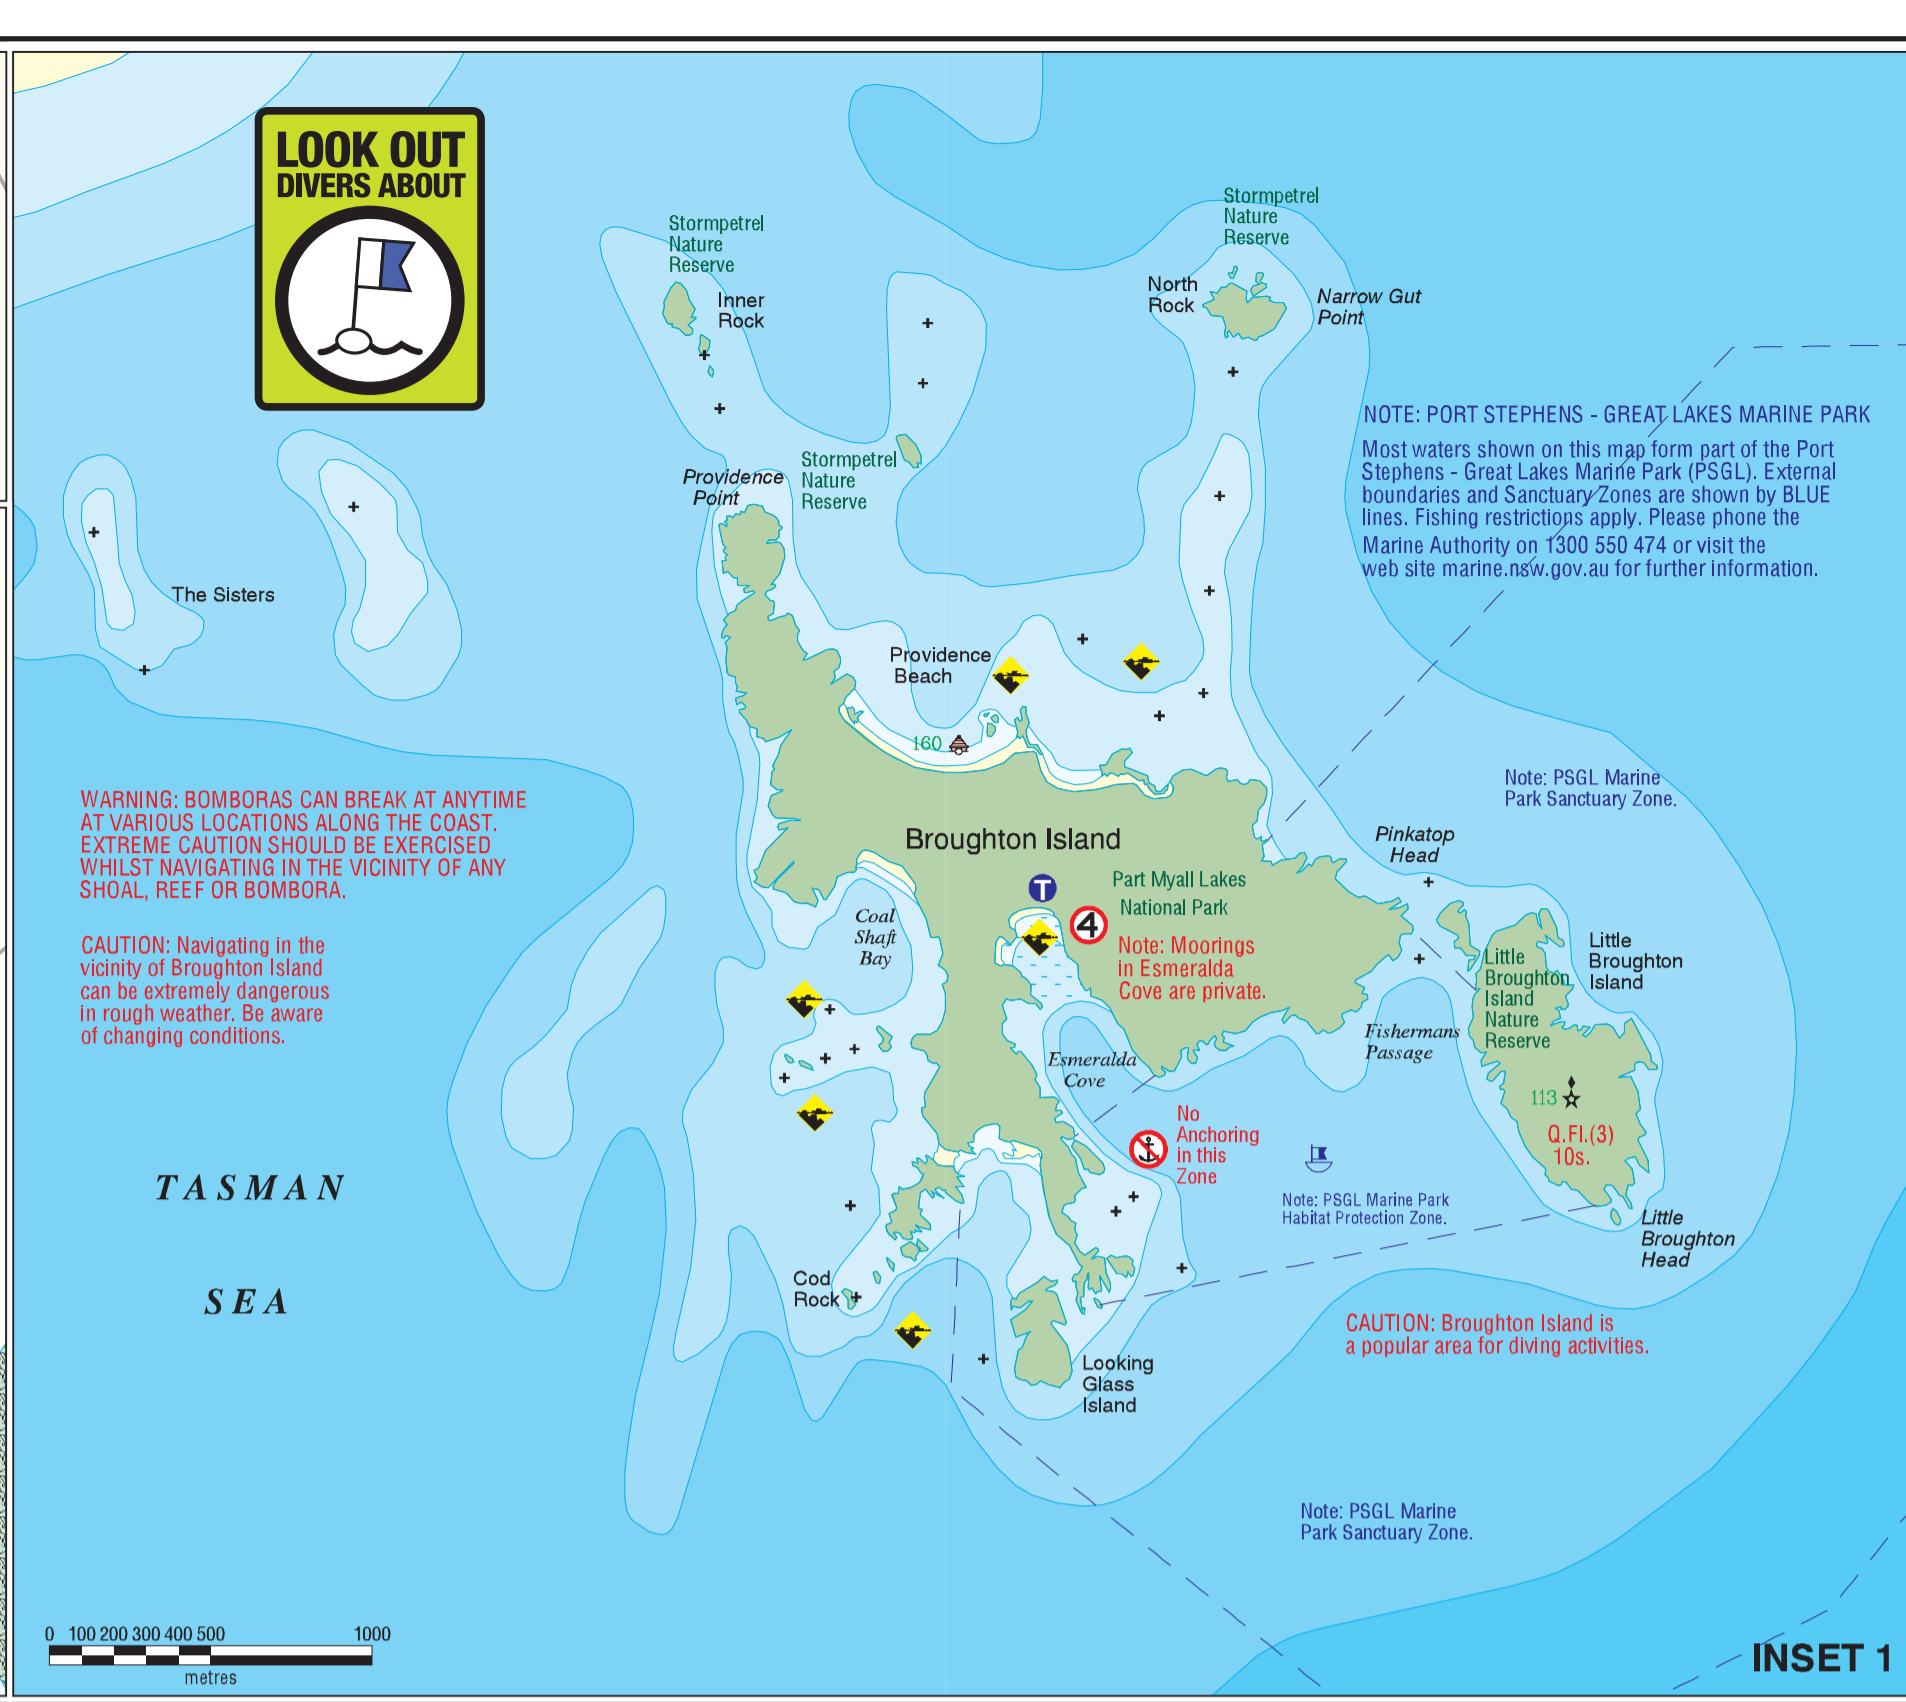 LOOK OUT
DIVERS ABOUT
Stormpetrel
Nature
Reserve
Inner
Rock
Stormpetrel
Nature
Reserve
North
Rock
Narrow Gut
Point
NOTE: PORT STEPHENS - GREAT LAKES MARINE PARK
Most waters shown on this map form part of the Port
Stephens - Great Lakes Marine Park (PSGL). External
boundaries and Sanctuary Zones are shown by BLUE
lines. Fishing restrictions apply. Please phone the
Marine Authority on 1300 550 474 or visit the
web site marine.nsw.gov.au for further information.
Stormpetrel
Nature
Reserve
Providence
Point
The Sisters
Providence
Beach
160
WARNING: BOMBORAS CAN BREAK AT ANYTIME
AT VARIOUS LOCATIONS ALONG THE COAST.
EXTREME CAUTION SHOULD BE EXERCISED
WHILST NAVIGATING IN THE VICINITY OF ANY
SHOAL, REEF OR BOMBORA.
CAUTION: Navigating in the
vicinity of Broughton Island
can be extremely dangerous
in rough weather. Be aware
of changing conditions.
Note: PSGL Marine
Park Sanctuary Zone.
Broughton Island
Pinkatop
Head
T
4
Part Myall Lakes
National Park
Note: Moorings
in Esmeralda
Cove are private.
Coal
Shaft
Bay
Little
Broughton
Island
Little
Broughton
Island
Nature
Reserve
Fishermans
Passage
Esmeralda
Cove
113
Q.Fl.(3)
10s.
No
Anchoring
in this
Zone
Note: PSGL Marine Park
Habitat Protection Zone.
Little
Broughton
Head
TASMAN
SEA
Cod
Rock
Looking
Glass
Island
CAUTION: Broughton Island is
a popular area for diving activities.
Note: PSGL Marine
Park Sanctuary Zone.
0 100 200 300 400 500 1000
metres
INSET 1